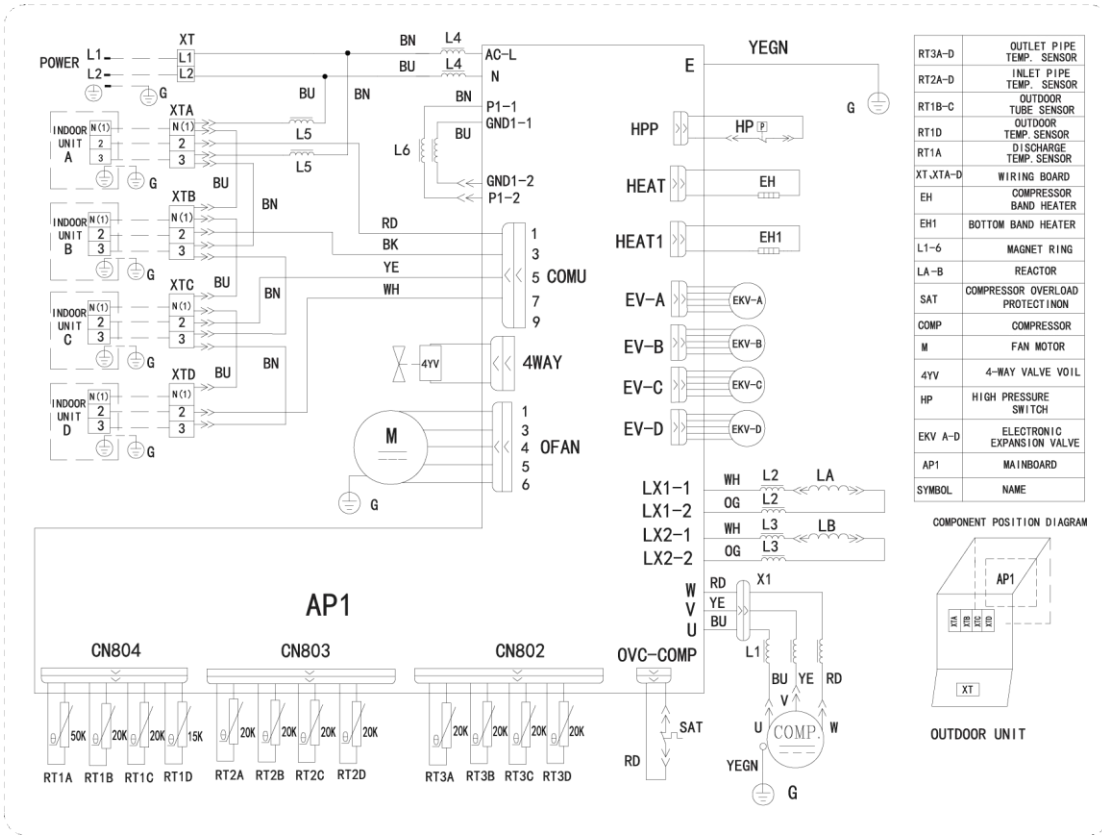 POWER
L1
L2
G
XT
L1
L2
BN
L4
BU
L4
AC-L
N
YEGN
E
G
XTA
BU
BN
L5
L5
INDOOR
UNIT
A
N(1)
2
3
G
N(1)
2
3
BU
BN
BN
BU
L6
P1-1
GND1-1
GND1-2
P1-2
XTB
INDOOR
UNIT
B
N(1)
2
3
G
N(1)
2
3
BU
BN
XTC
INDOOR
UNIT
C
N(1)
2
3
G
N(1)
2
3
BU
BN
XTD
INDOOR
UNIT
D
N(1)
2
3
G
N(1)
2
3
RD
BK
YE
WH
1
3
5
7
9
COMU
4YV
4WAY
M
G
1
3
4
5
6
OFAN
HPP
HP P
HEAT
EH
HEAT1
EH1
EV-A
EKV-A
EV-B
EKV-B
EV-C
EKV-C
EV-D
EKV-D
LX1-1
WH
L2
LA
LX1-2
OG
L2
LX2-1
WH
L3
LB
LX2-2
OG
L3
W
RD
X1
V
YE
U
BU
L1
BU
YE
RD
V
U
W
COMP.
YEGN
G
AP1
CN804
CN803
CN802
OVC-COMP
θ 50K
θ 20K
θ 20K
θ 15K
θ 20K
θ 20K
θ 20K
θ 20K
θ 20K
θ 20K
θ 20K
θ 20K
RT1A
RT1B
RT1C
RT1D
RT2A
RT2B
RT2C
RT2D
RT3A
RT3B
RT3C
RT3D
RD
SAT
RT3A-D OUTLET PIPE
TEMP. SENSOR
RT2A-D INLET PIPE
TEMP. SENSOR
RT1B-C OUTDOOR
TUBE SENSOR
RT1D OUTDOOR
TEMP. SENSOR
RT1A DISCHARGE
TEMP. SENSOR
XT、XTA-D WIRING BOARD
EH COMPRESSOR
BAND HEATER
EH1 BOTTOM BAND HEATER
L1-6 MAGNET RING
LA-B REACTOR
SAT COMPRESSOR OVERLOAD
PROTECTINON
COMP COMPRESSOR
M FAN MOTOR
4YV 4-WAY VALVE VOIL
HP HIGH PRESSURE
SWITCH
EKV A-D ELECTRONIC
EXPANSION VALVE
AP1 MAINBOARD
SYMBOL NAME
COMPONENT POSITION DIAGRAM
AP1
XTA
XTB
XTC
XTD
XT
OUTDOOR UNIT